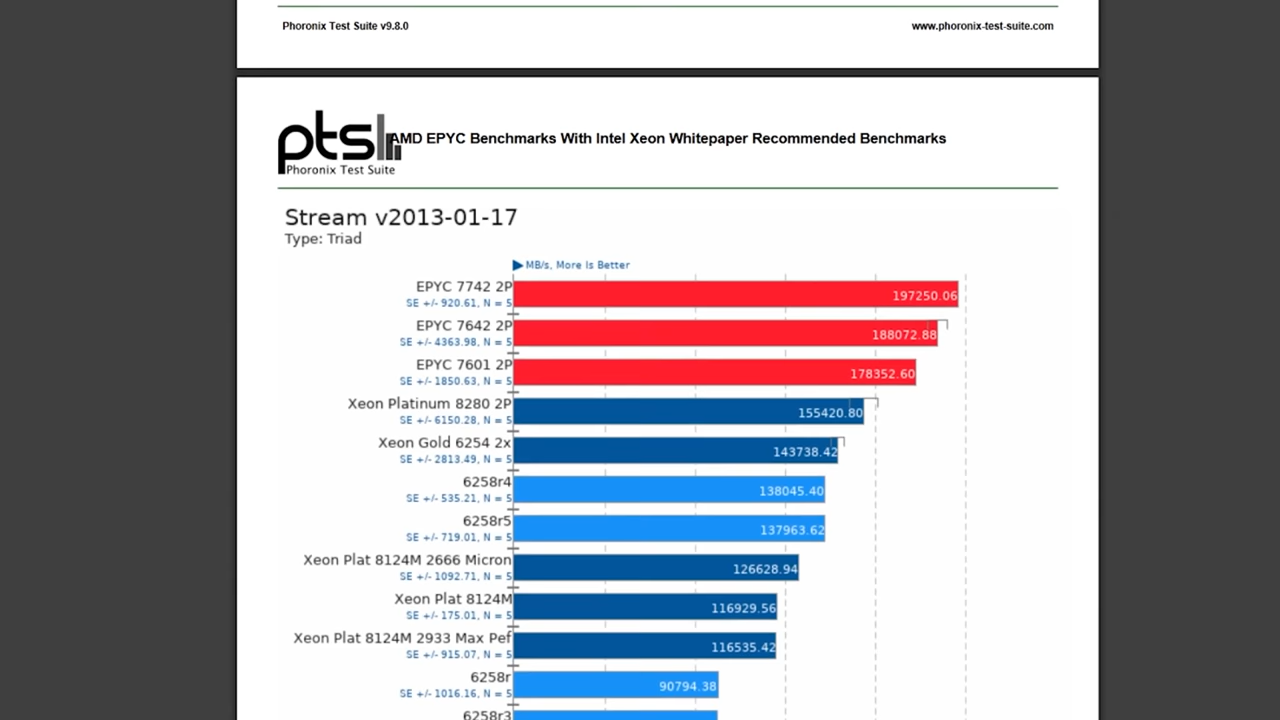 Phoronix Test Suite v9.8.0
www.phoronix-test-suite.com
pts
Phoronix Test Suite
AMD EPYC Benchmarks With Intel Xeon Whitepaper Recommended Benchmarks
Stream v2013-01-17
Type: Triad
MB/s, More Is Better
EPYC 7742 2P
SE +/- 920.61, N = 5
197250.06
EPYC 7642 2P
SE +/- 4363.98, N = 5
188072.88
EPYC 7601 2P
SE +/- 1850.63, N = 5
178352.60
Xeon Platinum 8280 2P
SE +/- 6150.28, N = 5
155420.80
Xeon Gold 6254 2x
SE +/- 2813.49, N = 5
143738.42
6258r4
SE +/- 535.21, N = 5
138045.40
6258r5
SE +/- 719.01, N = 5
137963.62
Xeon Plat 8124M 2666 Micron
SE +/- 1092.71, N = 5
126628.94
Xeon Plat 8124M
SE +/- 175.01, N = 5
116929.56
Xeon Plat 8124M 2933 Max Pef
SE +/- 915.07, N = 5
116535.42
6258r
SE +/- 1016.16, N = 5
90794.38
6258r3